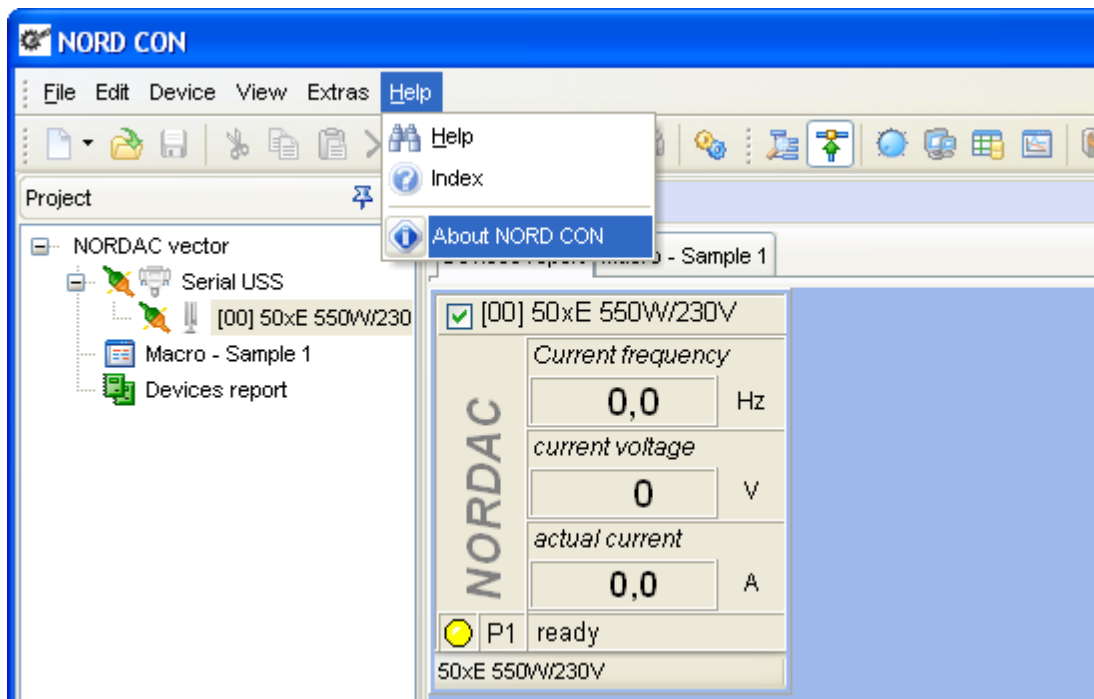 NORD CON
File Edit Device View Extras Help
Help
Index
About NORD CON
Project
NORDAC vector
Serial USS
[00] 50xE 550W/230
Macro - Sample 1
Devices report
Devices report Macro - Sample 1
[00] 50xE 550W/230V
NORDAC
Current frequency
0,0 Hz
current voltage
0 V
actual current
0,0 A
P1 ready
50xE 550W/230V